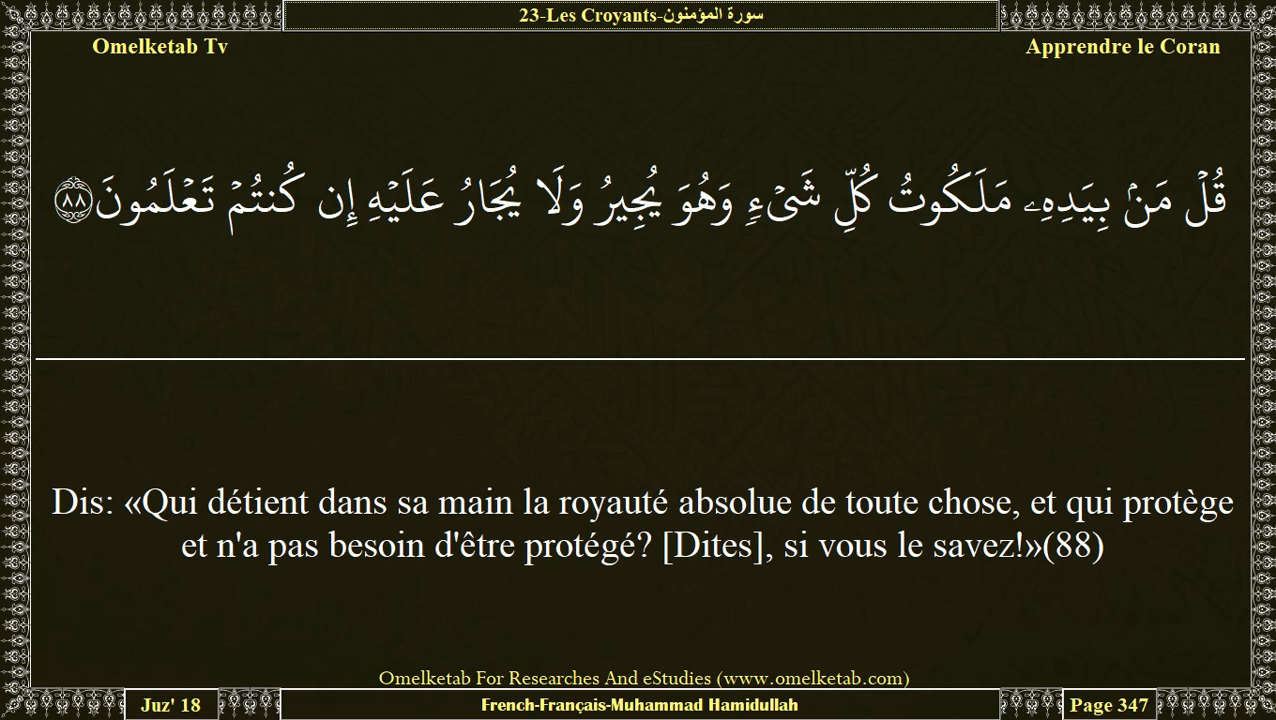 23-Les Croyants-سورة المؤمنون
Omelketab Tv
Apprendre le Coran
قُلۡ مَنۢ بِيَدِهِۦ مَلَكُوتُ كُلِّ شَيۡءٖ وَهُوَ يُجِيرُ وَلَا يُجَارُ عَلَيۡهِ إِن كُنتُمۡ تَعۡلَمُونَ ٨٨
Dis: «Qui détient dans sa main la royauté absolue de toute chose, et qui protège
et n'a pas besoin d'être protégé? [Dites], si vous le savez!»(88)
Omelketab For Researches And eStudies (www.omelketab.com)
Juz' 18
French-Français-Muhammad Hamidullah
Page 347